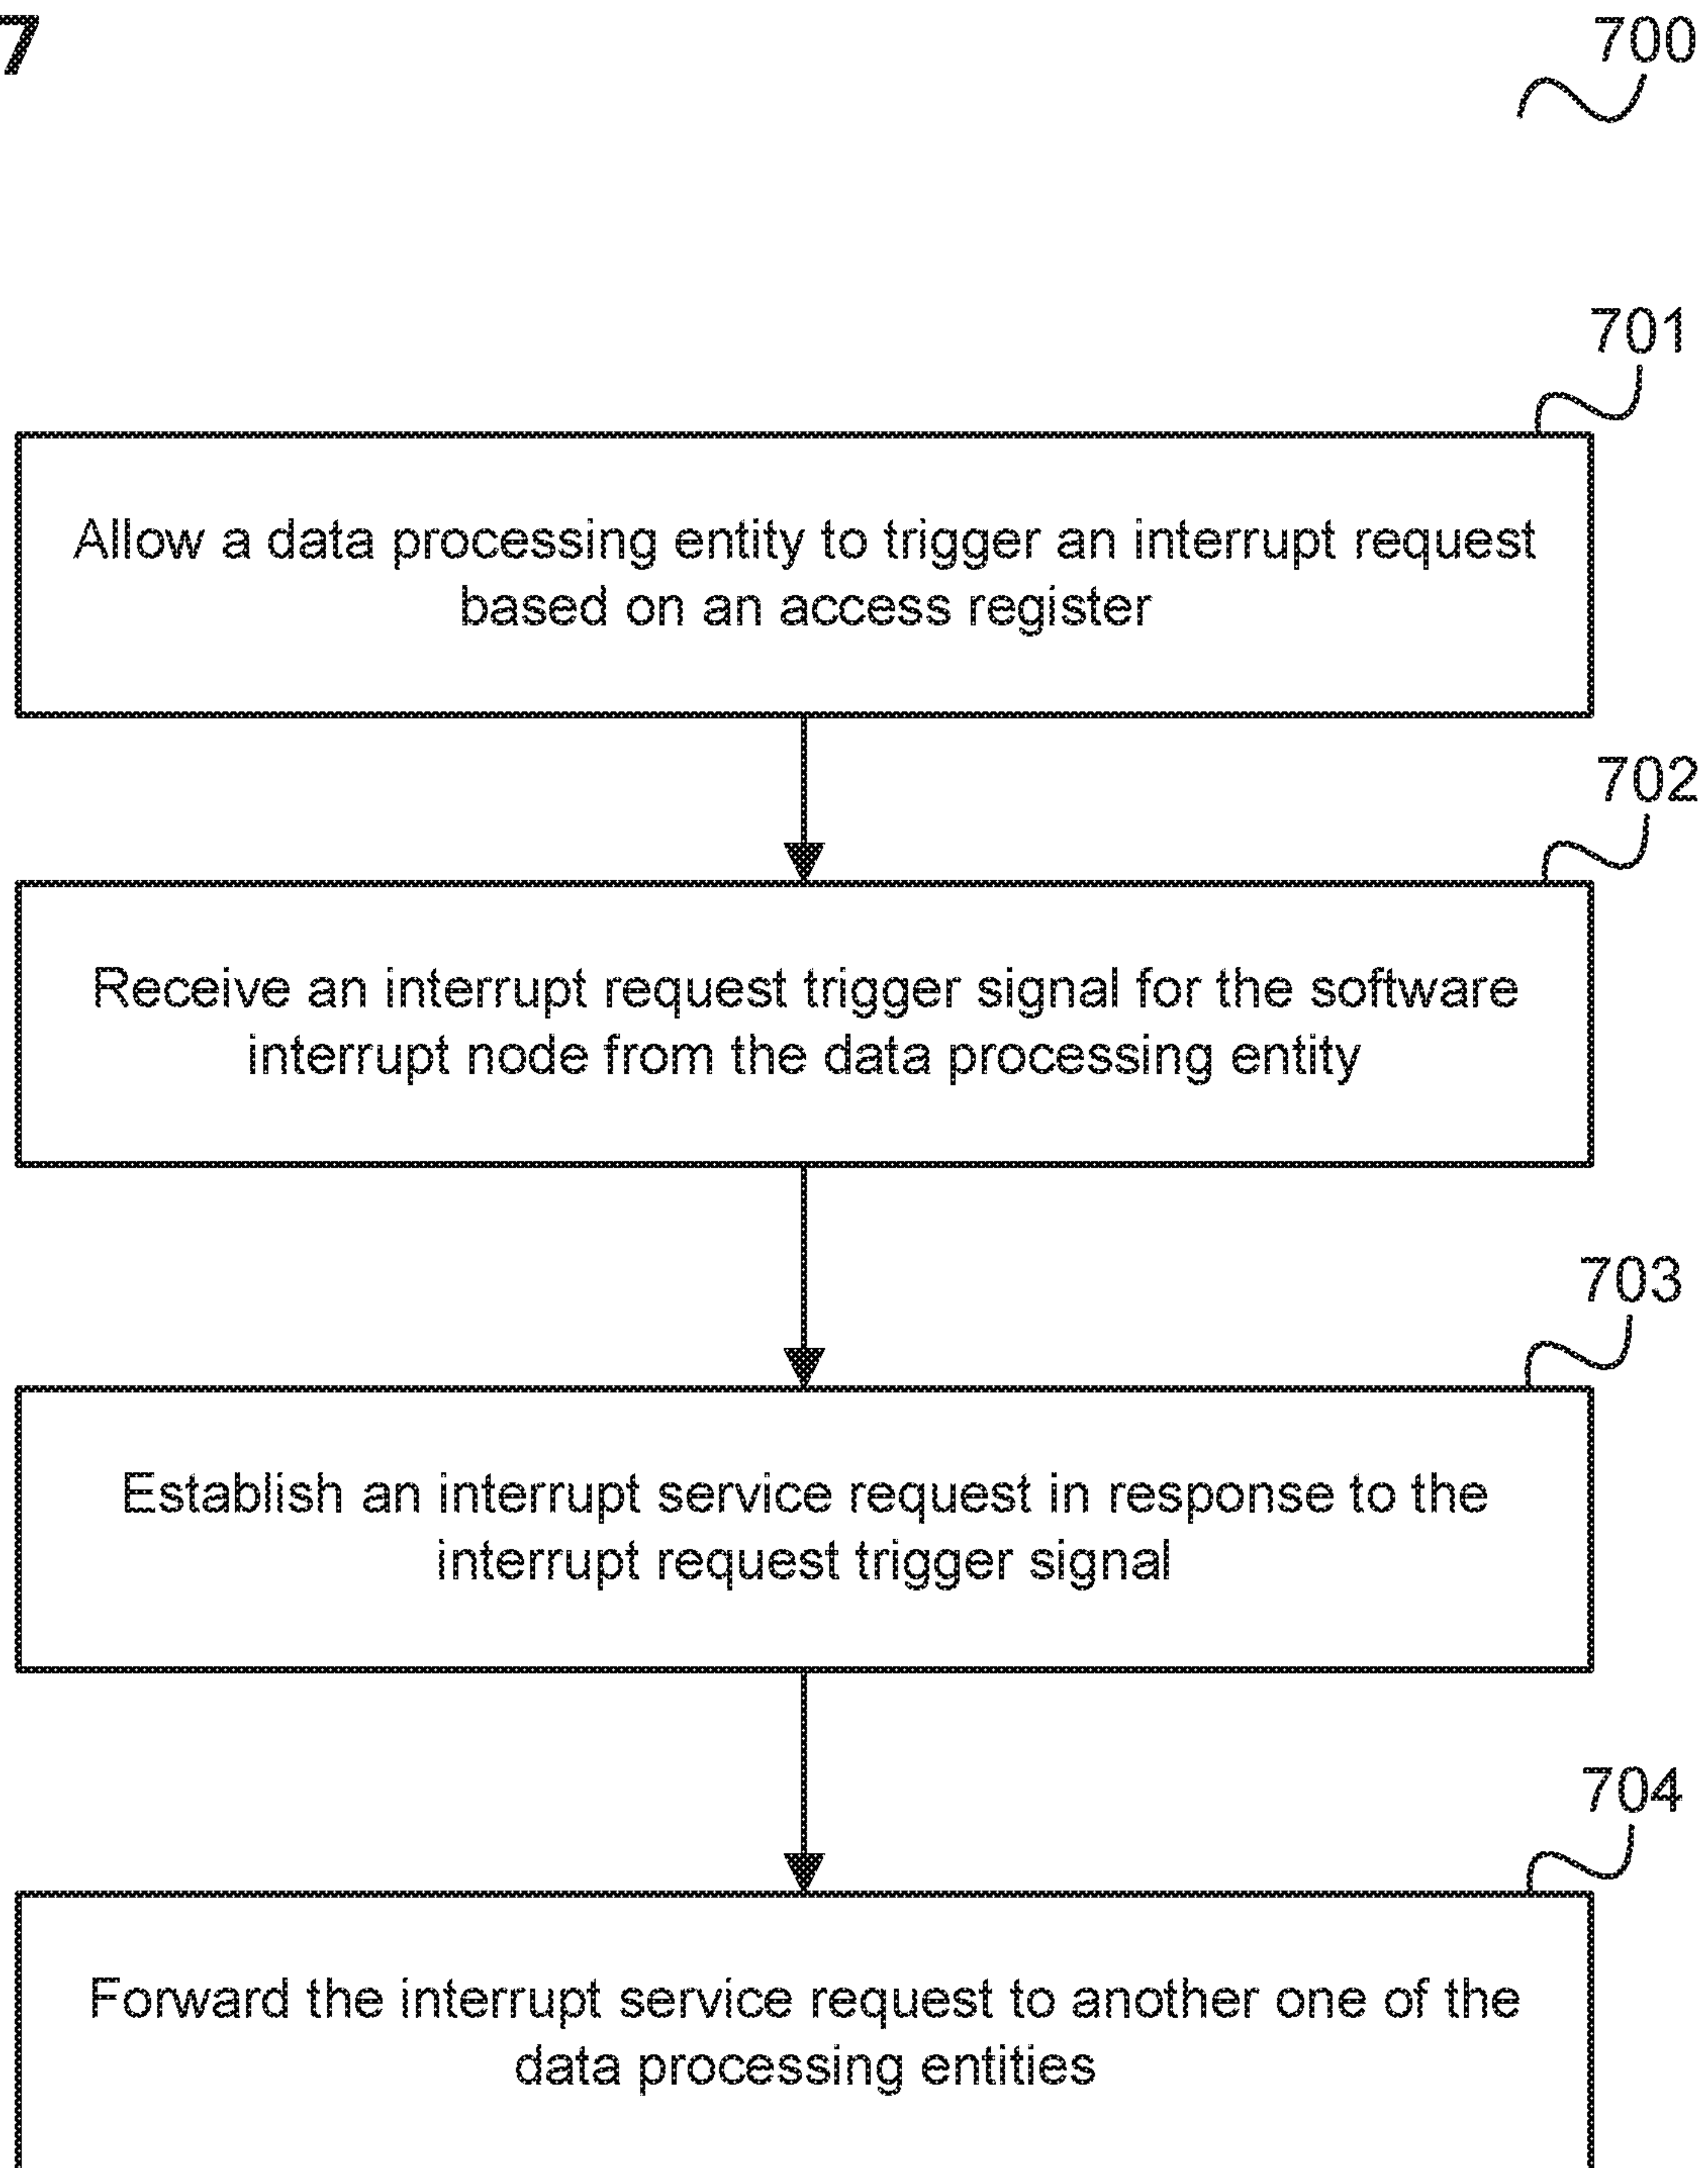 7
700
701
Allow a data processing entity to trigger an interrupt request
based on an access register
702
Receive an interrupt request trigger signal for the software
interrupt node from the data processing entity
703
Establish an interrupt service request in response to the
interrupt request trigger signal
704
Forward the interrupt service request to another one of the
data processing entities